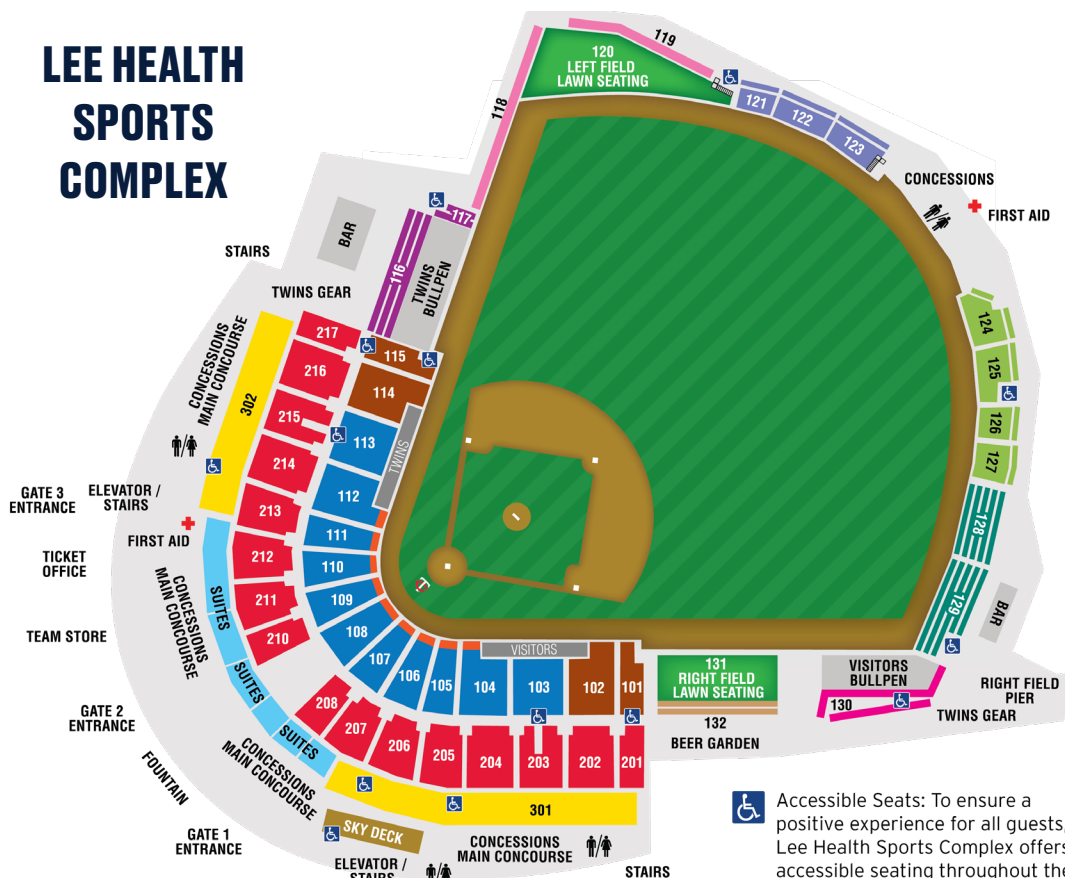 LEE HEALTH
SPORTS
COMPLEX
119
120
LEFT FIELD
LAWN SEATING
118
121
122
123
CONCESSIONS
FIRST AID
117
116
TWINS
BULLPEN
BAR
STAIRS
TWINS GEAR
CONCESSIONS
MAIN CONCOURSE
302
217
216
215
214
213
212
211
210
115
114
113
112
111
110
109
108
107
106
105
104
103
102
101
TWINS
VISITORS
124
125
126
127
128
129
BAR
GATE 3
ENTRANCE
ELEVATOR /
STAIRS
FIRST AID
TICKET
OFFICE
CONCESSIONS
MAIN CONCOURSE
SUITES
SUITES
SUITES
TEAM STORE
GATE 2
ENTRANCE
FOUNTAIN
GATE 1
ENTRANCE
CONCESSIONS
MAIN CONCOURSE
208
207
206
205
204
203
202
201
301
SKY DECK
ELEVATOR /
STAIRS
CONCESSIONS
MAIN CONCOURSE
STAIRS
131
RIGHT FIELD
LAWN SEATING
132
BEER GARDEN
VISITORS
BULLPEN
130
TWINS GEAR
RIGHT FIELD
PIER
Accessible Seats: To ensure a
positive experience for all guests,
Lee Health Sports Complex offers
accessible seating throughout the